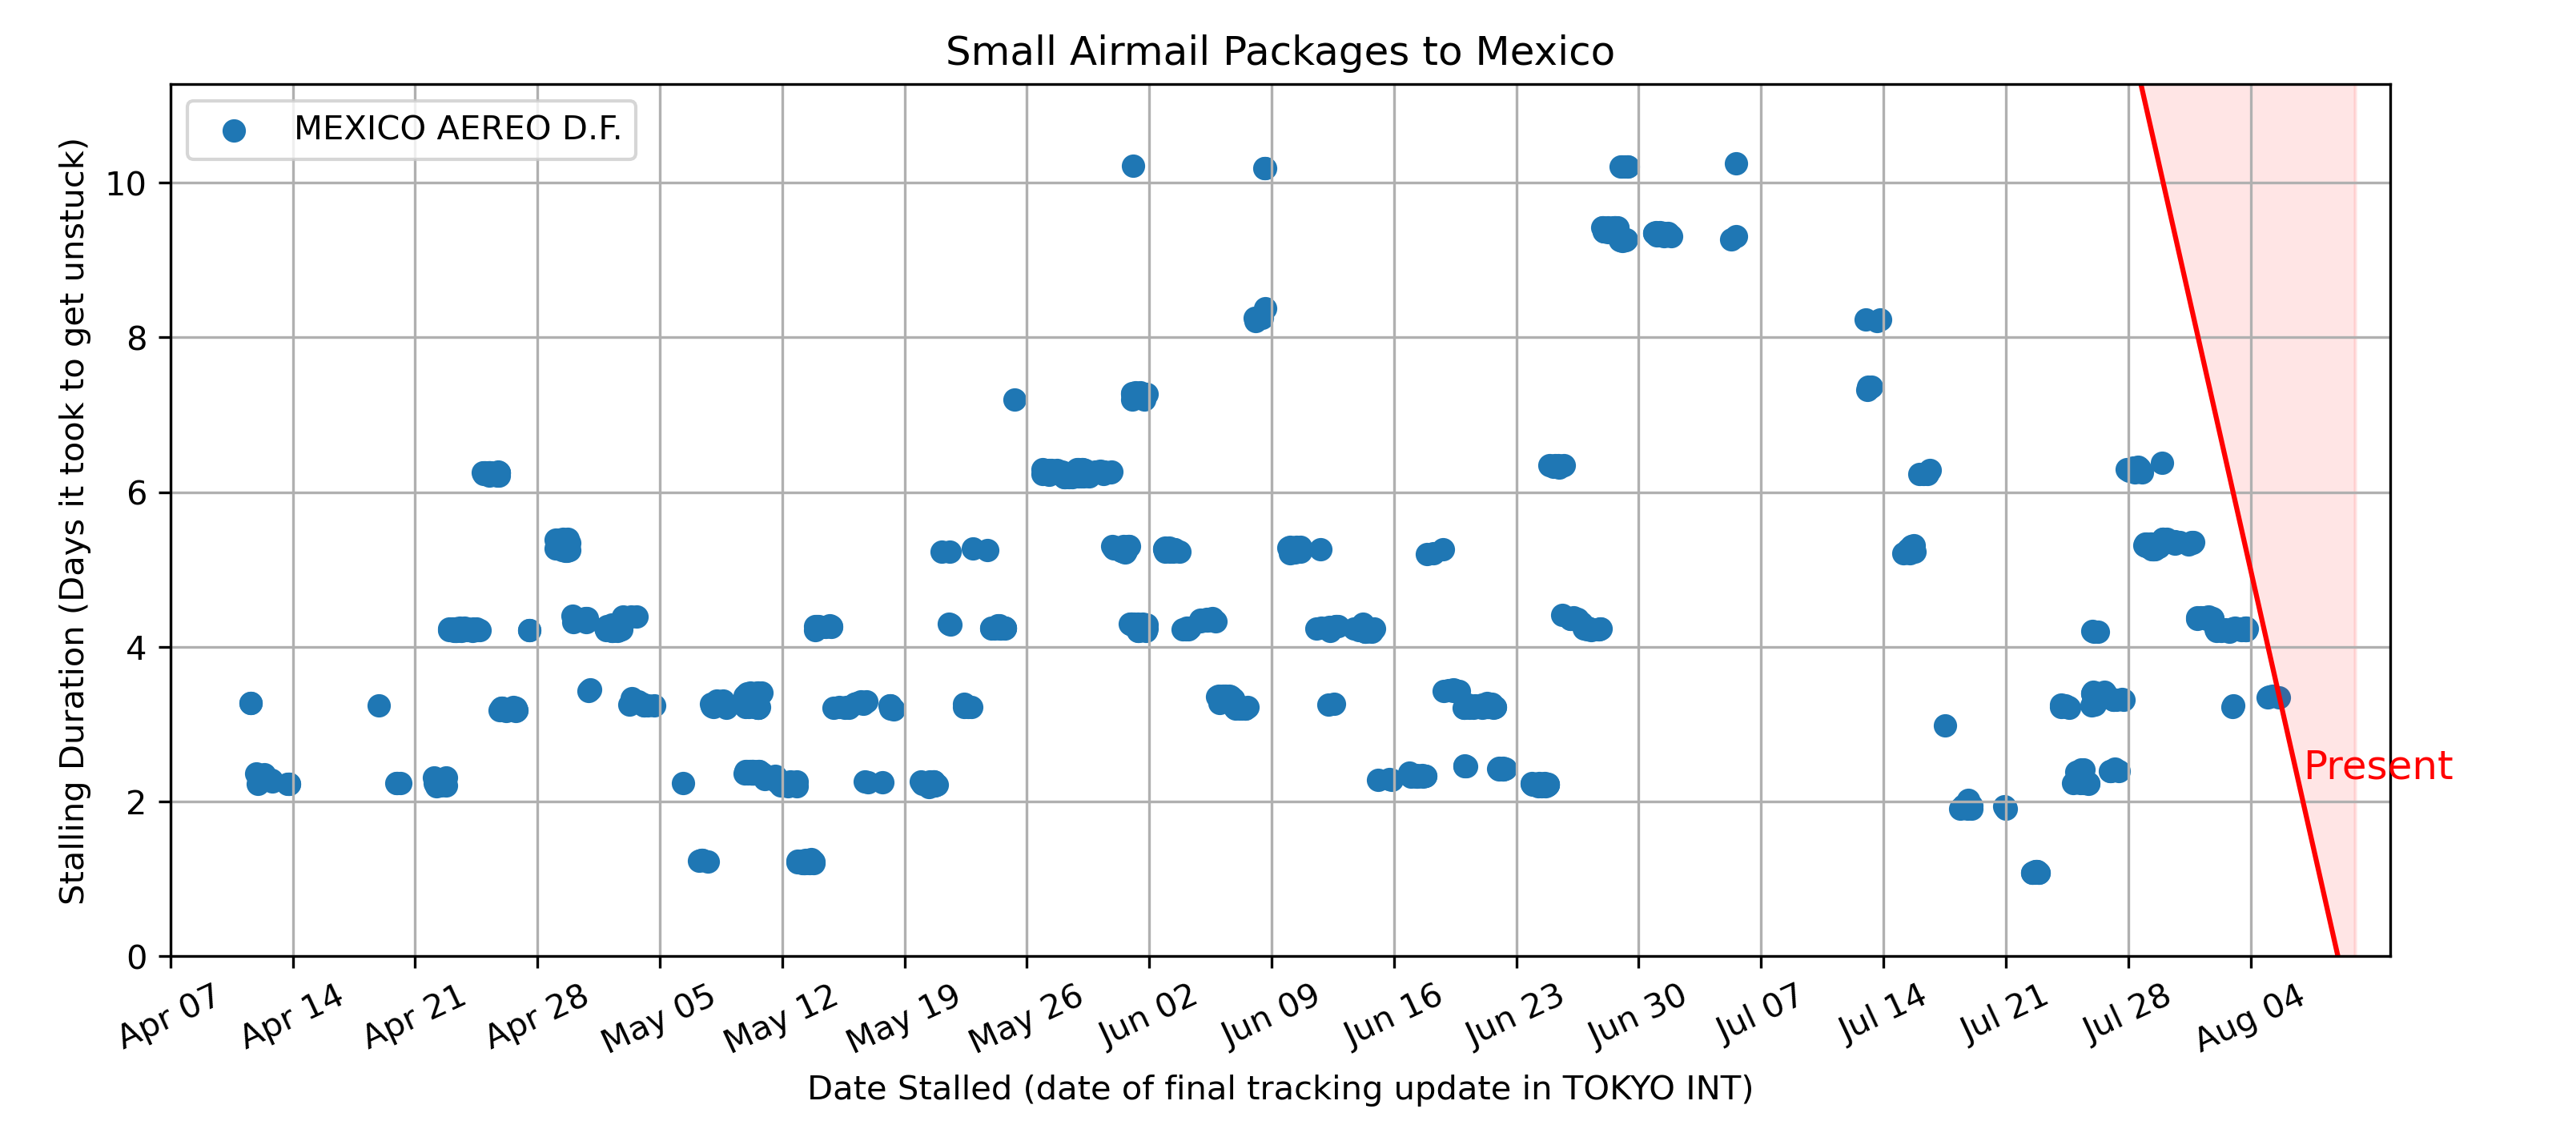 Small Airmail Packages to Mexico
MEXICO AEREO D.F.
Stalling Duration (Days it took to get unstuck)
10
8
6
4
2
0
Present
Apr 07
Apr 14
Apr 21
Apr 28
May 05
May 12
May 19
May 26
Jun 02
Jun 09
Jun 16
Jun 23
Jun 30
Jul 07
Jul 14
Jul 21
Jul 28
Aug 04
Date Stalled (date of final tracking update in TOKYO INT)